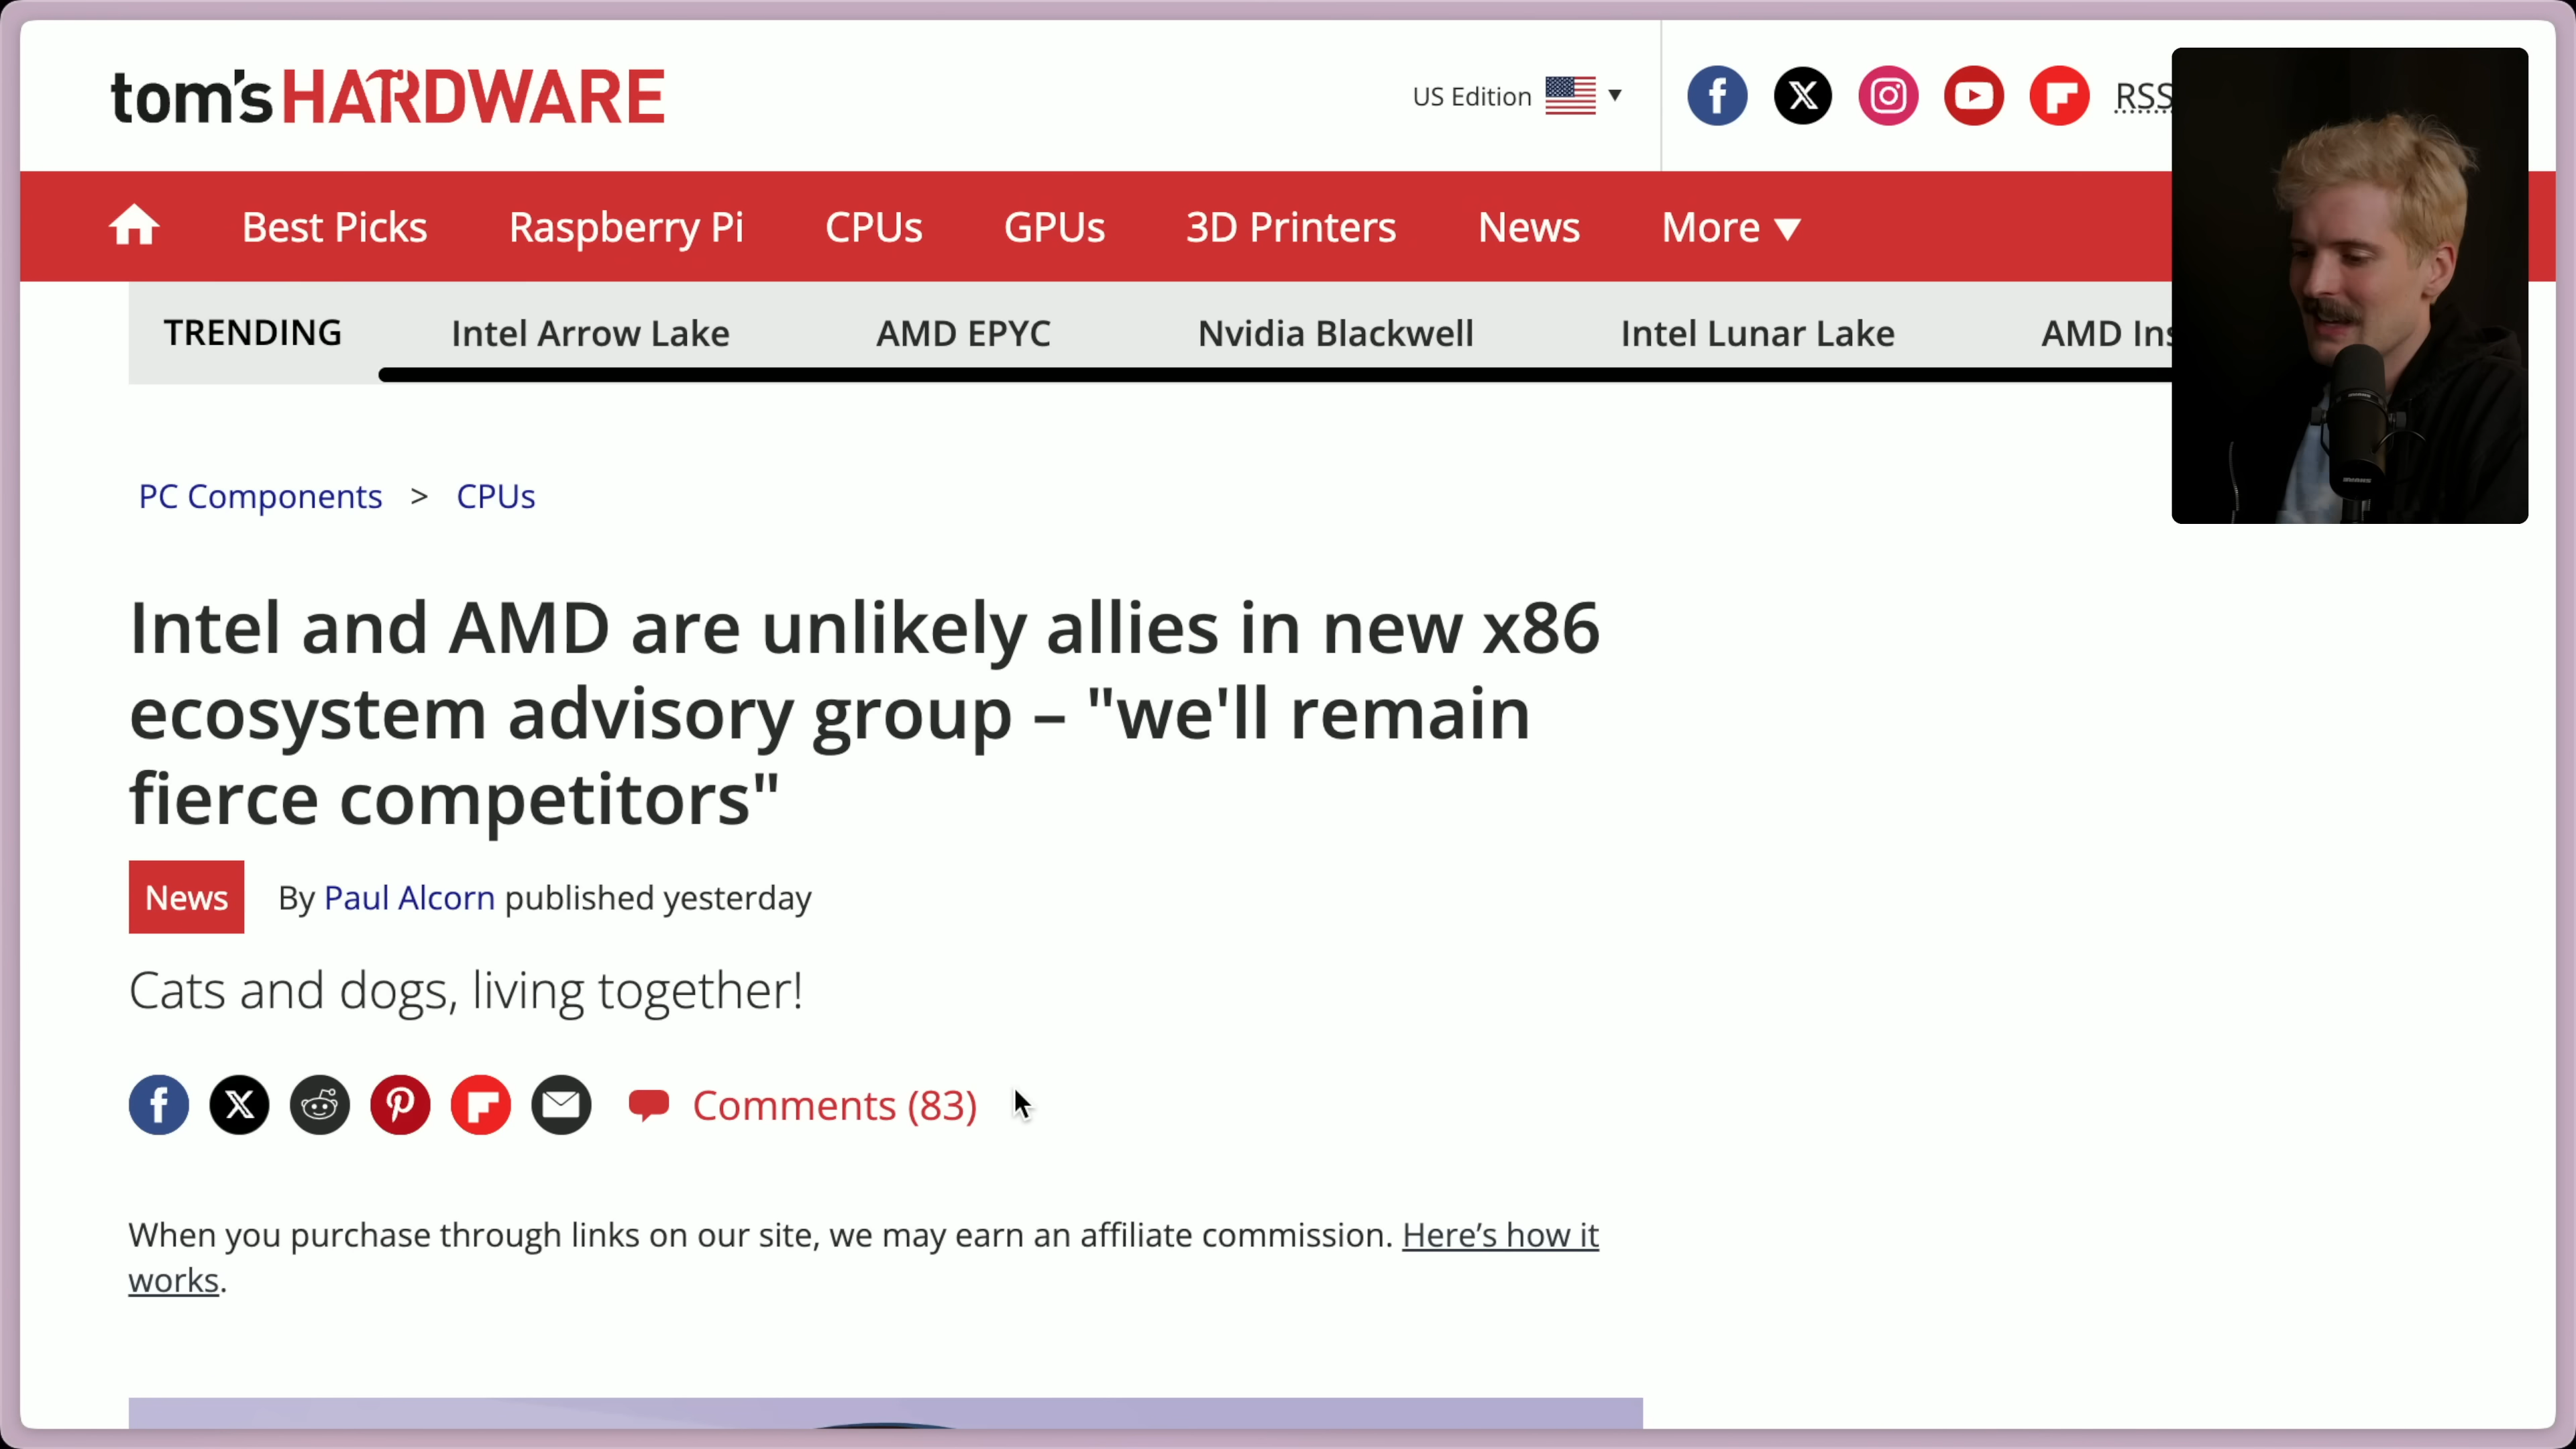 tom's HARDWARE
US Edition
RSS
Best Picks
Raspberry Pi
CPUs
GPUs
3D Printers
News
More
TRENDING
Intel Arrow Lake
AMD EPYC
Nvidia Blackwell
Intel Lunar Lake
AMD Ins
PC Components > CPUs
Intel and AMD are unlikely allies in new x86
ecosystem advisory group – "we'll remain
fierce competitors"
News
By Paul Alcorn published yesterday
Cats and dogs, living together!
Comments (83)
When you purchase through links on our site, we may earn an affiliate commission. Here’s how it
works.